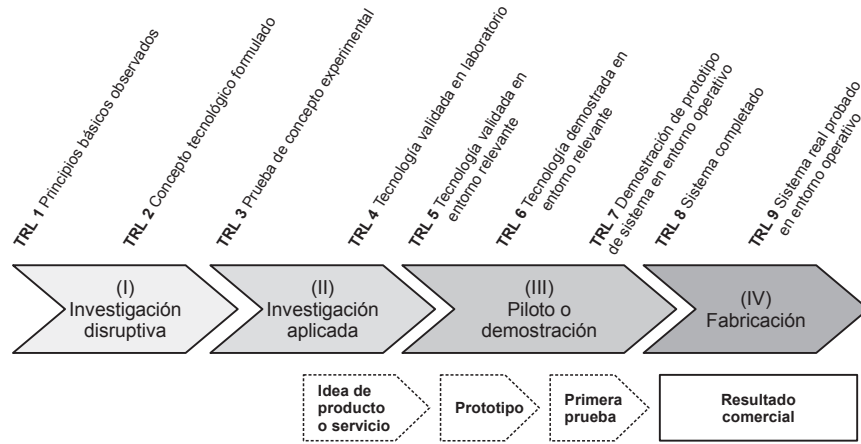 TRL 1 Principios básicos observados
TRL 2 Concepto tecnológico formulado
TRL 3 Prueba de concepto experimental
TRL 4 Tecnología validada en laboratorio
TRL 5 Tecnología validada en
entorno relevante
TRL 6 Tecnología demostrada en
entorno relevante
TRL 7 Demostración de prototipo
de sistema en entorno operativo
TRL 8 Sistema completado
TRL 9 Sistema real probado
en entorno operativo
(I)
Investigación
disruptiva
(II)
Investigación
aplicada
(III)
Piloto o
demostración
(IV)
Fabricación
Idea de
producto
o servicio
Prototipo
Primera
prueba
Resultado
comercial